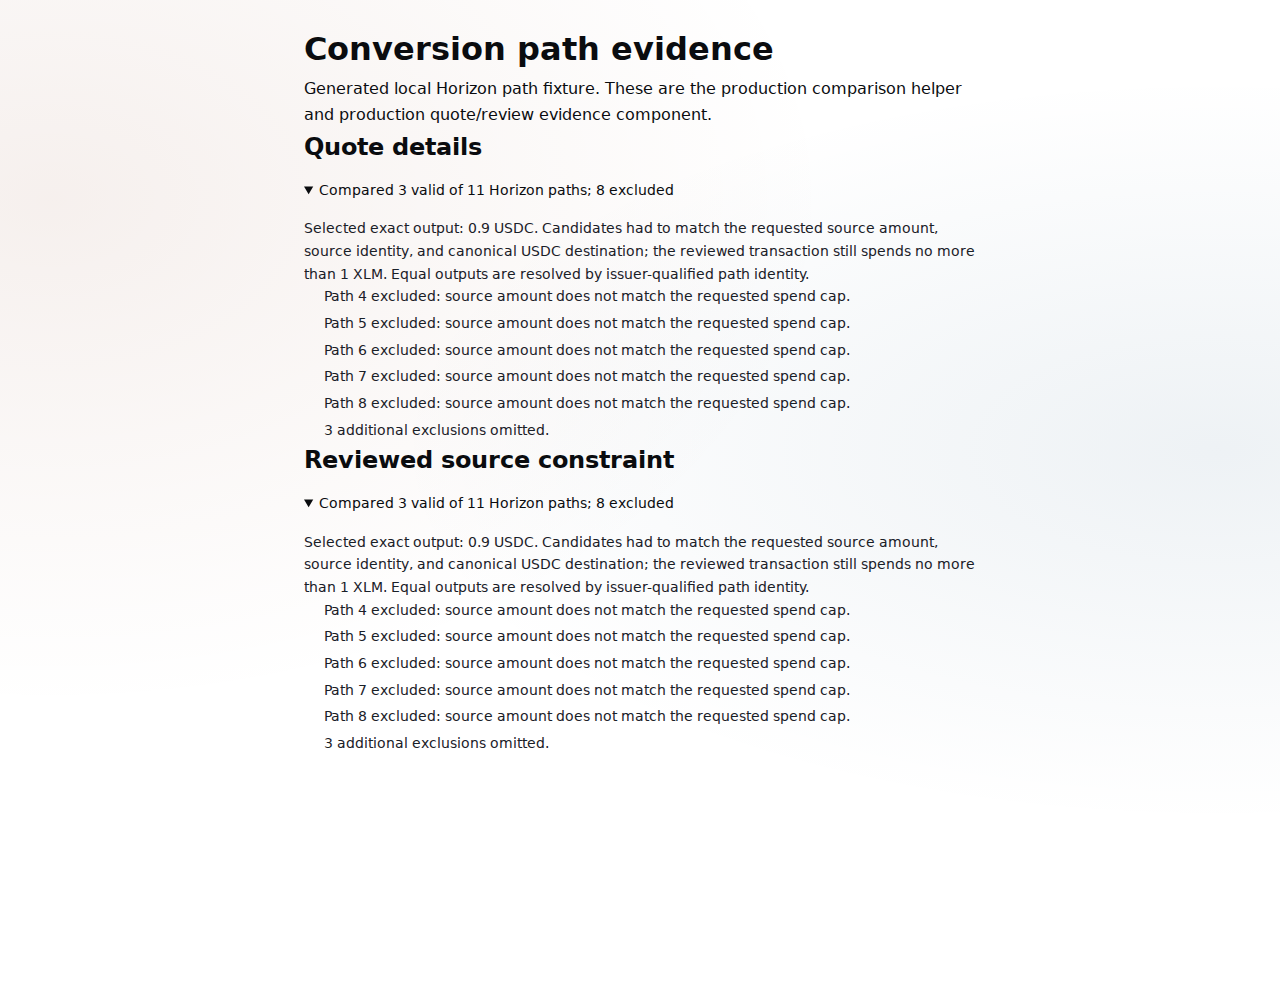 Conversion path evidence
Generated local Horizon path fixture. These are the production comparison helper
and production quote/review evidence component.
Quote details
Compared 3 valid of 11 Horizon paths; 8 excluded
Selected exact output: 0.9 USDC. Candidates had to match the requested source amount,
source identity, and canonical USDC destination; the reviewed transaction still spends no more
than 1 XLM. Equal outputs are resolved by issuer-qualified path identity.
Path 4 excluded: source amount does not match the requested spend cap.
Path 5 excluded: source amount does not match the requested spend cap.
Path 6 excluded: source amount does not match the requested spend cap.
Path 7 excluded: source amount does not match the requested spend cap.
Path 8 excluded: source amount does not match the requested spend cap.
3 additional exclusions omitted.
Reviewed source constraint
Compared 3 valid of 11 Horizon paths; 8 excluded
Selected exact output: 0.9 USDC. Candidates had to match the requested source amount,
source identity, and canonical USDC destination; the reviewed transaction still spends no more
than 1 XLM. Equal outputs are resolved by issuer-qualified path identity.
Path 4 excluded: source amount does not match the requested spend cap.
Path 5 excluded: source amount does not match the requested spend cap.
Path 6 excluded: source amount does not match the requested spend cap.
Path 7 excluded: source amount does not match the requested spend cap.
Path 8 excluded: source amount does not match the requested spend cap.
3 additional exclusions omitted.